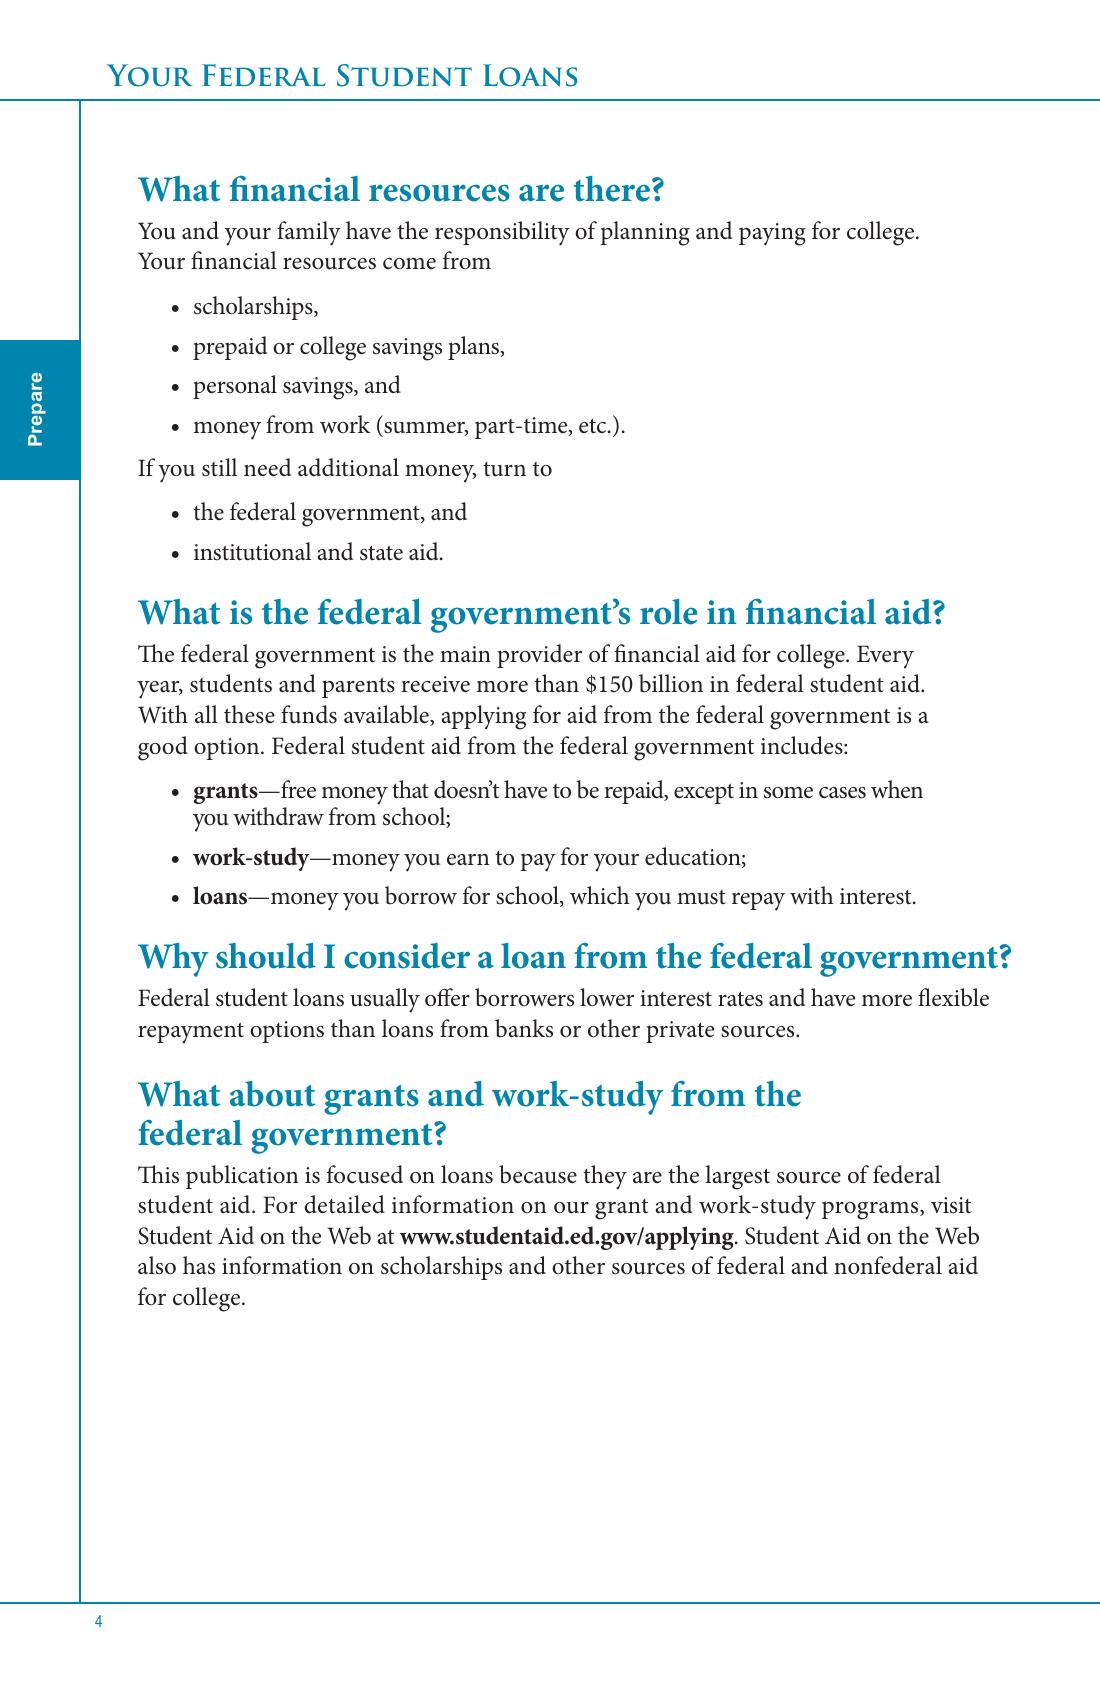 Your Federal Student Loans
What financial resources are there?
You and your family have the responsibility of planning and paying for college.
Your financial resources come from
• scholarships,
• prepaid or college savings plans,
• personal savings, and
• money from work (summer, part-time, etc.).
Prepare
If you still need additional money, turn to
• the federal government, and
• institutional and state aid.
What is the federal government’s role in financial aid?
The federal government is the main provider of financial aid for college. Every
year, students and parents receive more than $150 billion in federal student aid.
With all these funds available, applying for aid from the federal government is a
good option. Federal student aid from the federal government includes:
• grants—free money that doesn’t have to be repaid, except in some cases when
you withdraw from school;
• work-study—money you earn to pay for your education;
• loans—money you borrow for school, which you must repay with interest.
Why should I consider a loan from the federal government?
Federal student loans usually offer borrowers lower interest rates and have more flexible
repayment options than loans from banks or other private sources.
What about grants and work-study from the
federal government?
This publication is focused on loans because they are the largest source of federal
student aid. For detailed information on our grant and work-study programs, visit
Student Aid on the Web at www.studentaid.ed.gov/applying. Student Aid on the Web
also has information on scholarships and other sources of federal and nonfederal aid
for college.
4